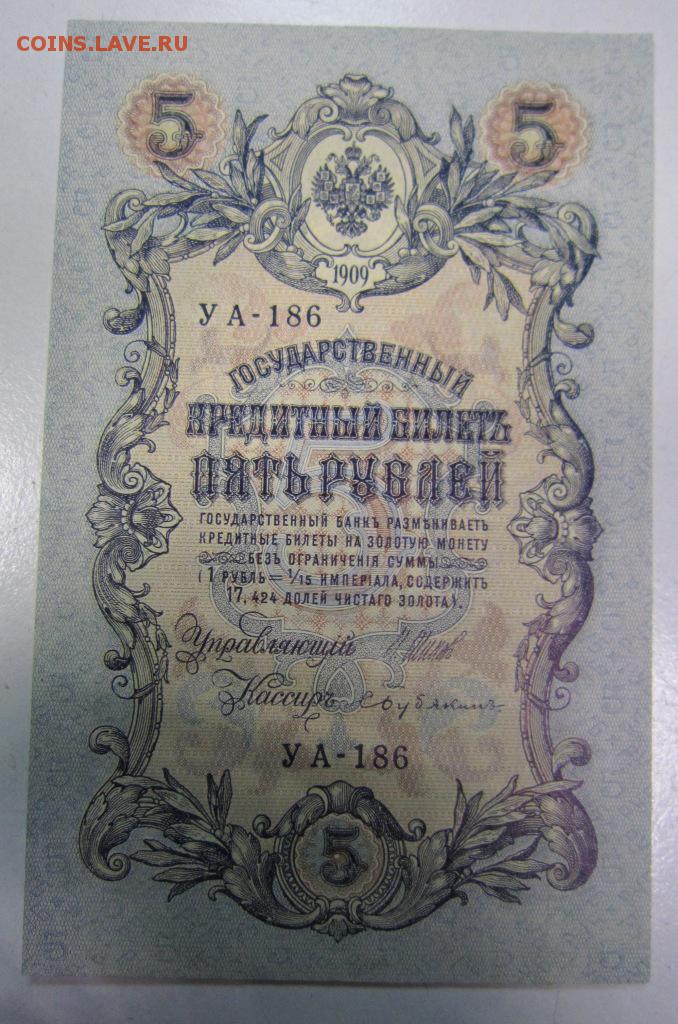 COINS.LAVE.RU
5 5
1909
УА-186
ГОСУДАРСТВЕННЫЙ
КРЕДИТНЫЙ БИЛЕТЪ
ПЯТЬ РУБЛЕЙ
ГОСУДАРСТВЕННЫЙ БАНКЪ РАЗМѢНИВАЕТЪ
КРЕДИТНЫЕ БИЛЕТЫ НА ЗОЛОТУЮ МОНЕТУ
БЕЗЪ ОГРАНИЧЕНІЯ СУММЫ
(1 РУБЛЬ = 1/15 ИМПЕРІАЛА, СОДЕРЖИТЪ
17,424 ДОЛЕЙ ЧИСТАГО ЗОЛОТА).
Управляющій И Шипов
Кассиръ С Бубякинъ
УА-186
5